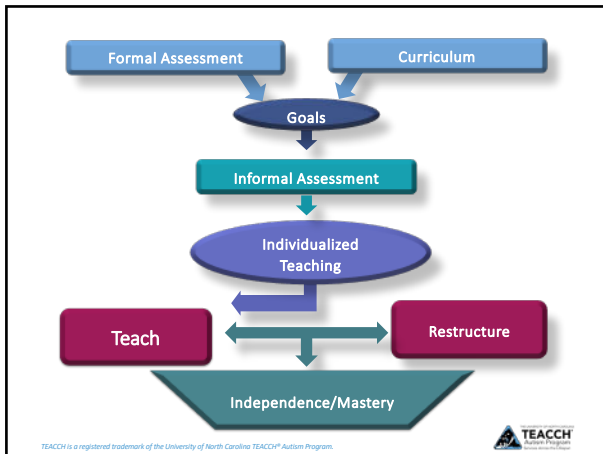 Formal Assessment
Curriculum
Goals
Informal Assessment
Individualized
Teaching
Teach
Restructure
Independence/Mastery
TEACCH is a registered trademark of the University of North Carolina TEACCH® Autism Program.
TEACCH®
Autism Program